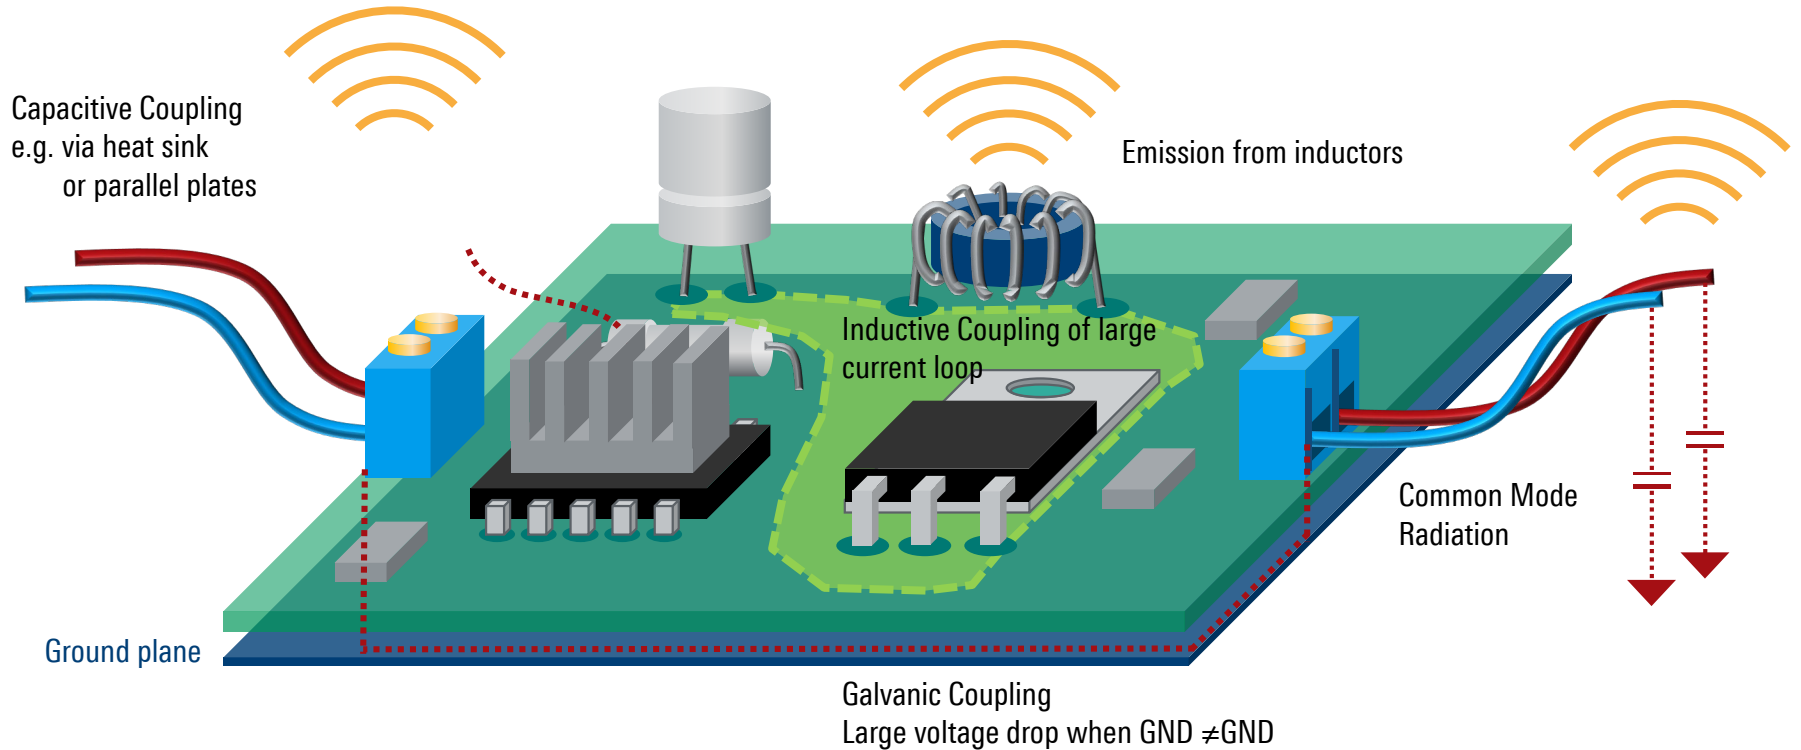 Capacitive Coupling
e.g. via heat sink
or parallel plates
Emission from inductors
Inductive Coupling of large
current loop
Common Mode
Radiation
Ground plane
Galvanic Coupling
Large voltage drop when GND ≠GND